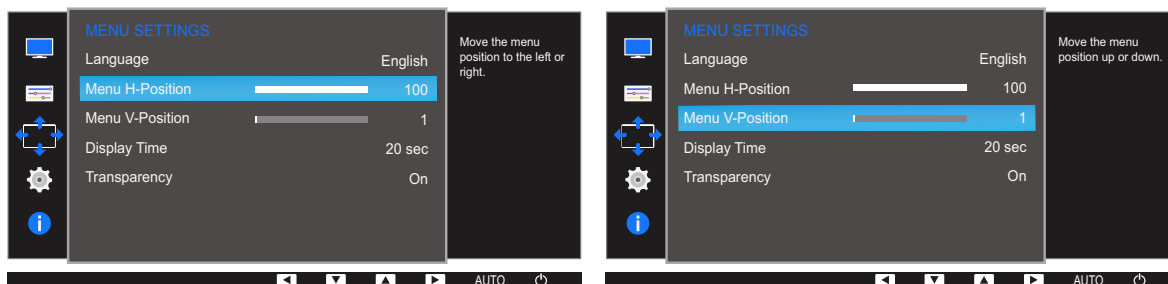 MENU SETTINGS
Language English
Menu H-Position 100
Menu V-Position 1
Display Time 20 sec
Transparency On
Move the menu
position to the left or
right.
AUTO
MENU SETTINGS
Language English
Menu H-Position 100
Menu V-Position 1
Display Time 20 sec
Transparency On
Move the menu
position up or down.
AUTO